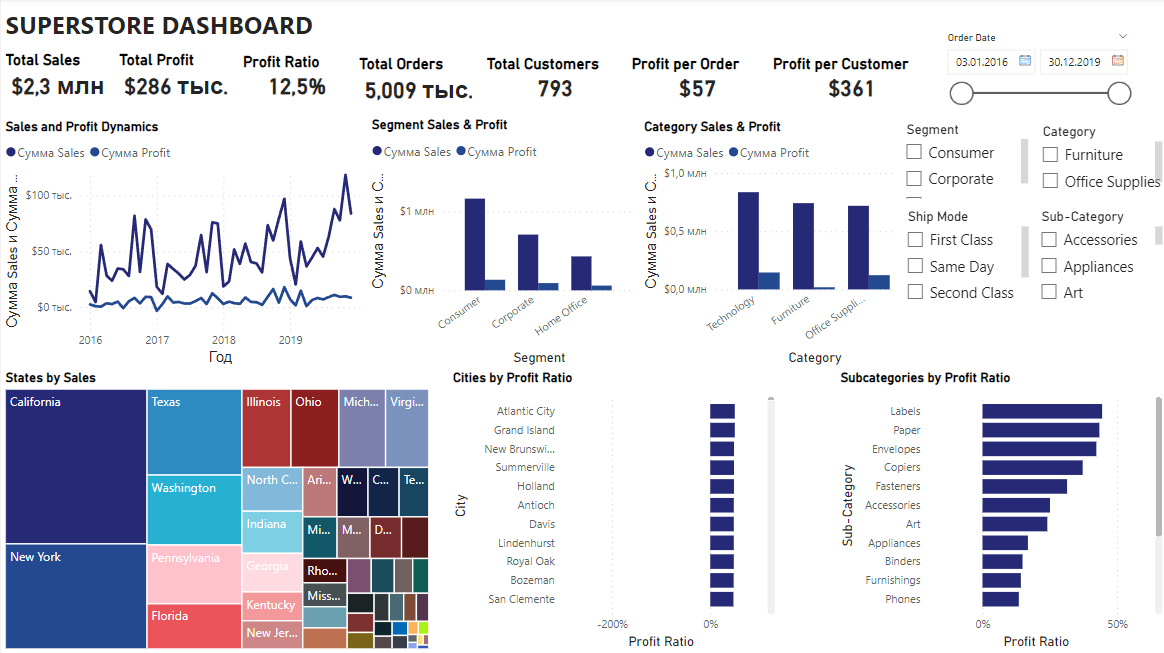 SUPERSTORE DASHBOARD
Total Sales
$2,3 млн
Total Profit
$286 тыс.
Profit Ratio
12,5%
Total Orders
5,009 тыс.
Total Customers
793
Profit per Order
$57
Profit per Customer
$361
Order Date
03.01.2016
30.12.2019
Sales and Profit Dynamics
Сумма Sales
Сумма Profit
Сумма Sales и Сумма ...
$100 тыс.
$50 тыс.
$0 тыс.
2016
2017
2018
2019
Год
Segment Sales & Profit
Сумма Sales
Сумма Profit
Сумма Sales и С...
$1 млн
$0 млн
Consumer
Corporate
Home Office
Segment
Category Sales & Profit
Сумма Sales
Сумма Profit
Сумма Sales и С...
$1,0 млн
$0,5 млн
$0,0 млн
Technology
Furniture
Office Suppli...
Category
Segment
Consumer
Corporate
Category
Furniture
Office Supplies
Ship Mode
First Class
Same Day
Second Class
Sub-Category
Accessories
Appliances
Art
States by Sales
California
New York
Texas
Washington
Pennsylvania
Florida
Illinois
Ohio
Mich...
Virgi...
North C...
Indiana
Georgia
Kentucky
New Jer...
Ari...
W...
C...
Te...
Mi...
M...
D...
Rho...
Miss...
Cities by Profit Ratio
City
Atlantic City
Grand Island
New Brunswi...
Summerville
Holland
Antioch
Davis
Lindenhurst
Royal Oak
Bozeman
San Clemente
-200%
0%
Profit Ratio
Subcategories by Profit Ratio
Sub-Category
Labels
Paper
Envelopes
Copiers
Fasteners
Accessories
Art
Appliances
Binders
Furnishings
Phones
0%
50%
Profit Ratio